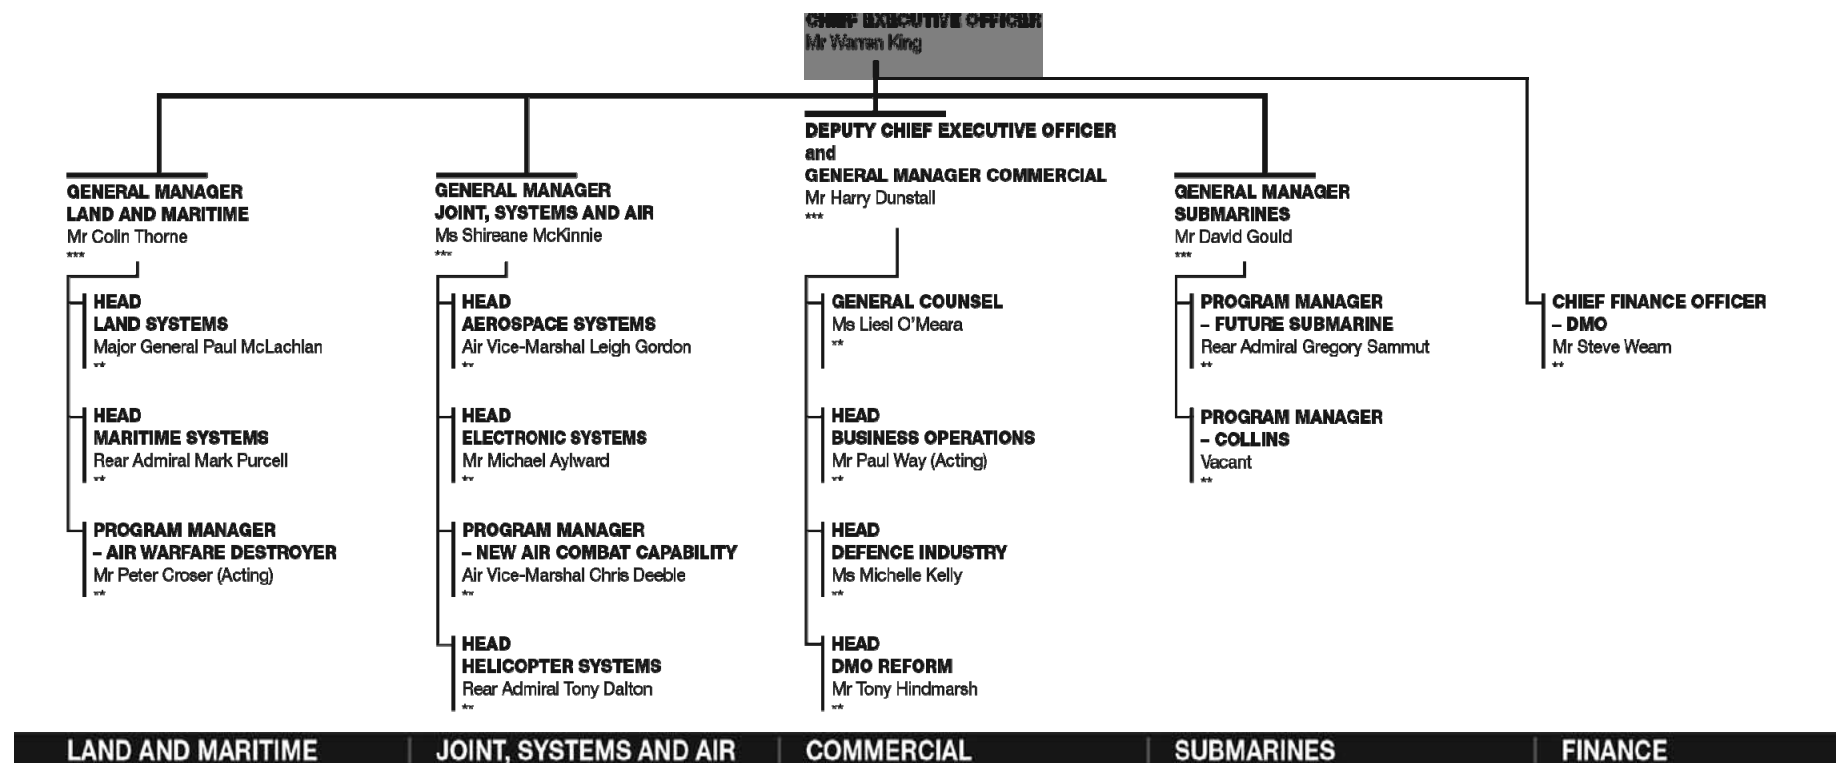 CHIEF EXECUTIVE OFFICER
Mr Warren King
DEPUTY CHIEF EXECUTIVE OFFICER
and
GENERAL MANAGER COMMERCIAL
Mr Harry Dunstall
***
GENERAL MANAGER
LAND AND MARITIME
Mr Colin Thorne
***
HEAD
LAND SYSTEMS
Major General Paul McLachlan
**
HEAD
MARITIME SYSTEMS
Rear Admiral Mark Purcell
**
PROGRAM MANAGER
– AIR WARFARE DESTROYER
Mr Peter Croser (Acting)
**
GENERAL MANAGER
JOINT, SYSTEMS AND AIR
Ms Shireane McKinnie
***
HEAD
AEROSPACE SYSTEMS
Air Vice-Marshal Leigh Gordon
**
HEAD
ELECTRONIC SYSTEMS
Mr Michael Aylward
**
PROGRAM MANAGER
– NEW AIR COMBAT CAPABILITY
Air Vice-Marshal Chris Deeble
**
HEAD
HELICOPTER SYSTEMS
Rear Admiral Tony Dalton
**
GENERAL COUNSEL
Ms Liesl O’Meara
**
HEAD
BUSINESS OPERATIONS
Mr Paul Way (Acting)
**
HEAD
DEFENCE INDUSTRY
Ms Michelle Kelly
**
HEAD
DMO REFORM
Mr Tony Hindmarsh
**
GENERAL MANAGER
SUBMARINES
Mr David Gould
***
PROGRAM MANAGER
– FUTURE SUBMARINE
Rear Admiral Gregory Sammut
**
PROGRAM MANAGER
– COLLINS
Vacant
**
CHIEF FINANCE OFFICER
– DMO
Mr Steve Wearn
**
LAND AND MARITIME
JOINT, SYSTEMS AND AIR
COMMERCIAL
SUBMARINES
FINANCE